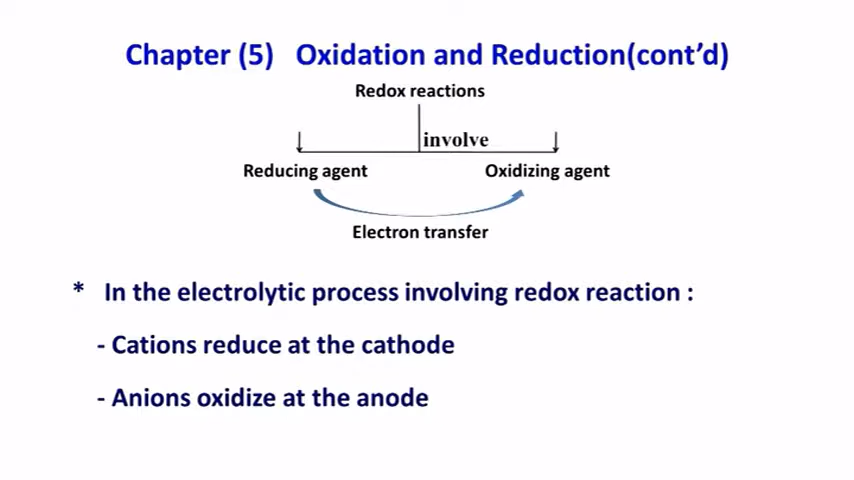 Chapter (5) Oxidation and Reduction(cont'd)
Redox reactions
involve
Reducing agent Oxidizing agent
Electron transfer
* In the electrolytic process involving redox reaction :
- Cations reduce at the cathode
- Anions oxidize at the anode